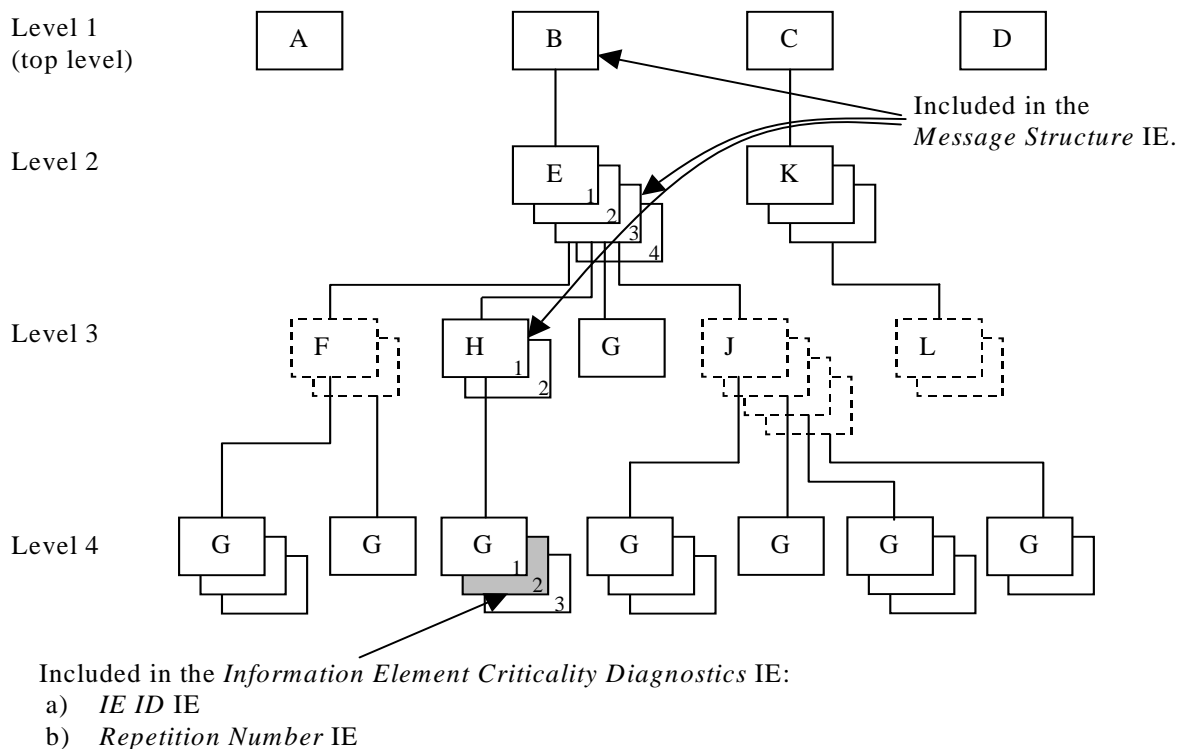 Level 1
(top level)
A
B
C
D
Included in the
Message Structure IE.
Level 2
E
1
2
3
4
K
Level 3
F
H
1
2
G
J
L
Level 4
G
G
G
1
2
3
G
G
G
G
Included in the Information Element Criticality Diagnostics IE:
a) IE ID IE
b) Repetition Number IE